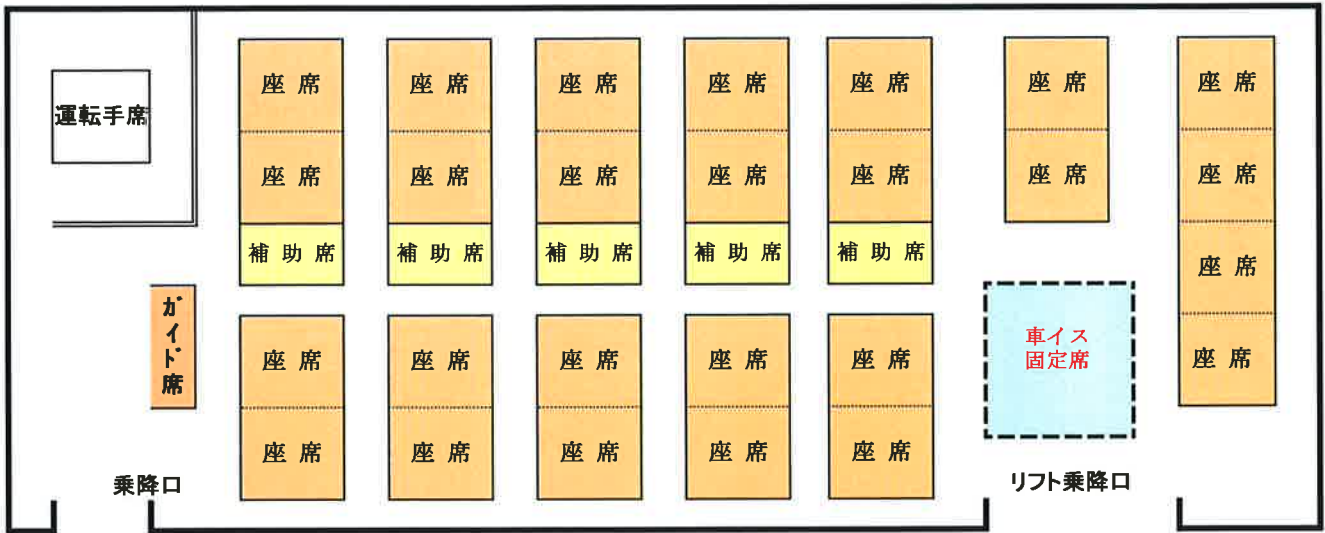 運転手席
座席 座席 座席 座席 座席 座席 座席
座席 座席 座席 座席 座席 座席 座席
補助席 補助席 補助席 補助席 補助席 座席
ガイド席
車イス
固定席
座席 座席 座席 座席 座席 座席
座席 座席 座席 座席 座席
乗降口 リフト乗降口